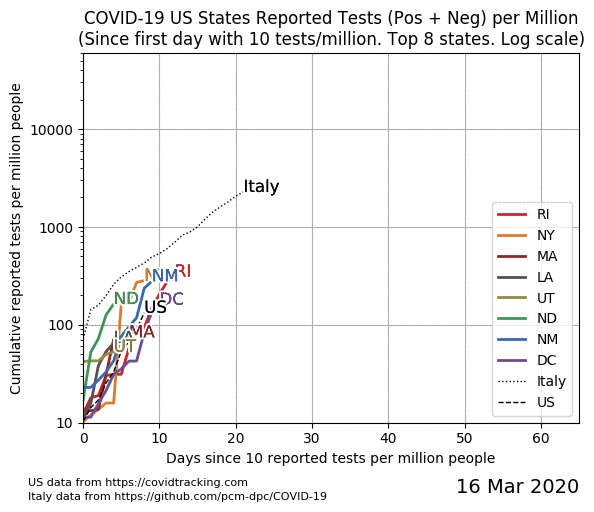 COVID-19 US States Reported Tests (Pos + Neg) per Million
(Since first day with 10 tests/million. Top 8 states. Log scale)
Cumulative reported tests per million people
10000
1000
100
10
Italy
RI
NM
ND
DC
US
MA
UT
RI
NY
MA
LA
UT
ND
NM
DC
Italy
US
0
10
20
30
40
50
60
Days since 10 reported tests per million people
US data from https://covidtracking.com
Italy data from https://github.com/pcm-dpc/COVID-19
16 Mar 2020